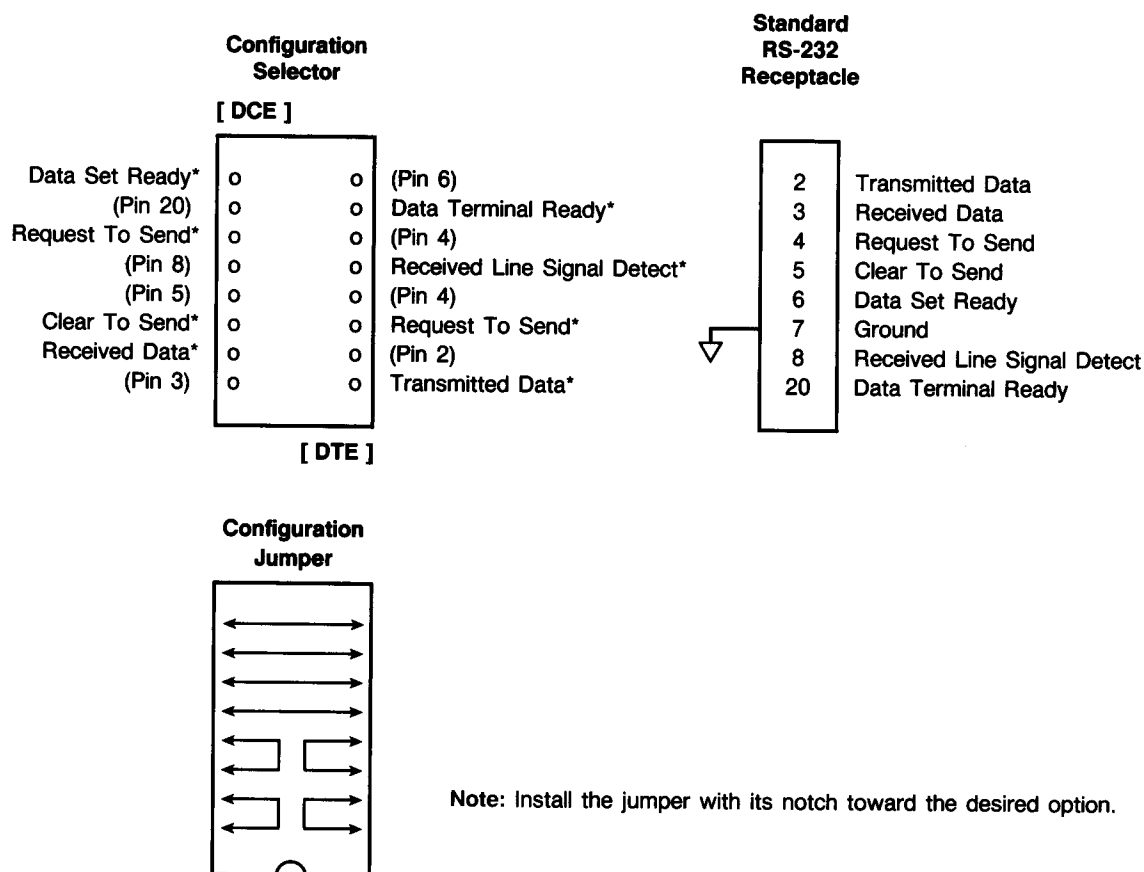 Configuration
Selector
[ DCE ]
Data Set Ready* o o (Pin 6)
(Pin 20) o o Data Terminal Ready*
Request To Send* o o (Pin 4)
(Pin 8) o o Received Line Signal Detect*
(Pin 5) o o (Pin 4)
Clear To Send* o o Request To Send*
Received Data* o o (Pin 2)
(Pin 3) o o Transmitted Data*
[ DTE ]
Standard
RS-232
Receptacle
2 Transmitted Data
3 Received Data
4 Request To Send
5 Clear To Send
6 Data Set Ready
7 Ground
8 Received Line Signal Detect
20 Data Terminal Ready
Configuration
Jumper
Note: Install the jumper with its notch toward the desired option.